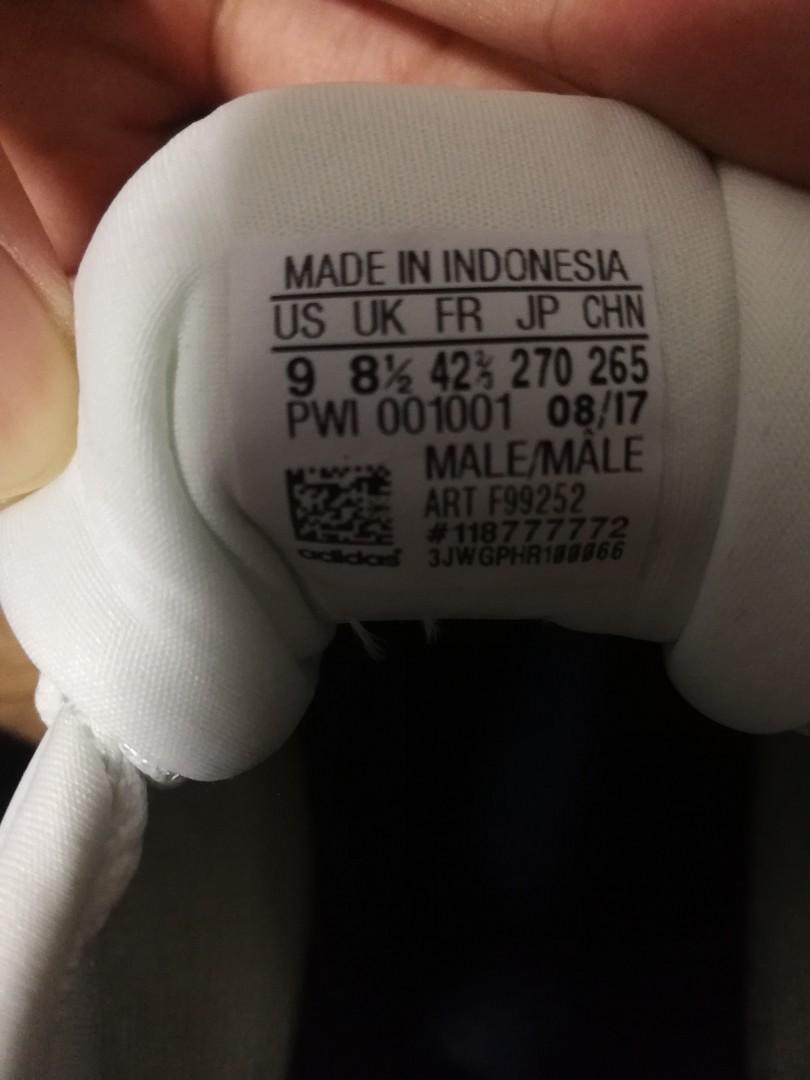 MADE IN INDONESIA
US UK FR JP CHN
9 8½ 42⅔ 270 265
PWI 001001 08/17
MALE/MÂLE
ART F99252
#118777772
adidas